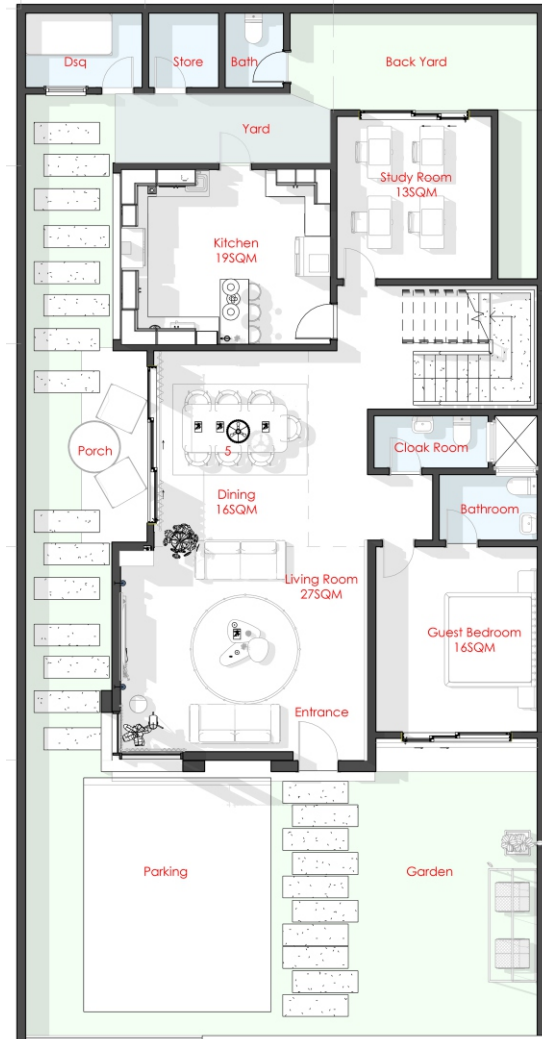 Dsq
Store
Bath
Back Yard
Yard
Study Room
13SQM
Kitchen
19SQM
Porch
5
Dining
16SQM
Cloak Room
Bathroom
Living Room
27SQM
Guest Bedroom
16SQM
Entrance
Parking
Garden